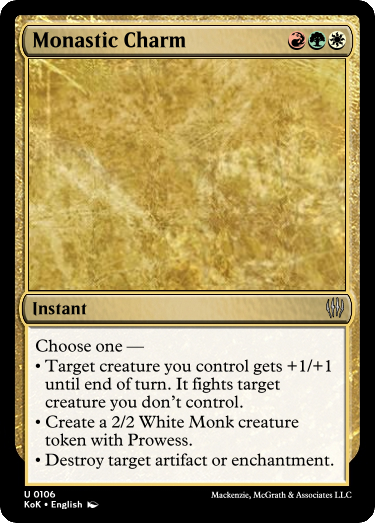 Monastic Charm
Instant
Choose one —
• Target creature you control gets +1/+1
until end of turn. It fights target
creature you don't control.
• Create a 2/2 White Monk creature
token with Prowess.
• Destroy target artifact or enchantment.
U 0106
KoK • English
Mackenzie, McGrath & Associates LLC